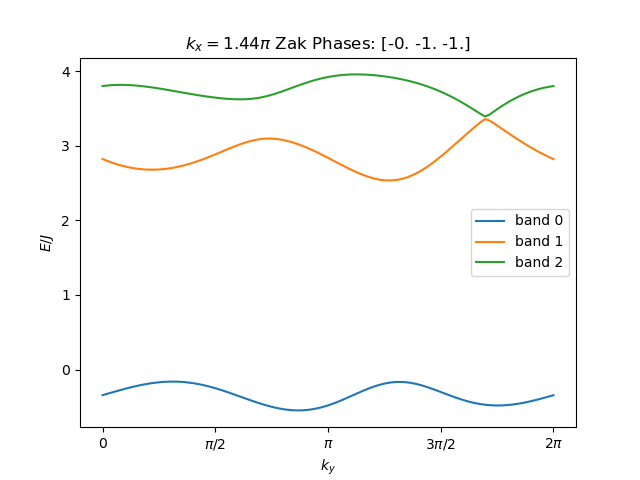 $k_x = 1.44\pi$ Zak Phases: [-0. -1. -1.]
4
3
2
1
0
E/J
band 0
band 1
band 2
0 π/2 π 3π/2 2π
$k_y$